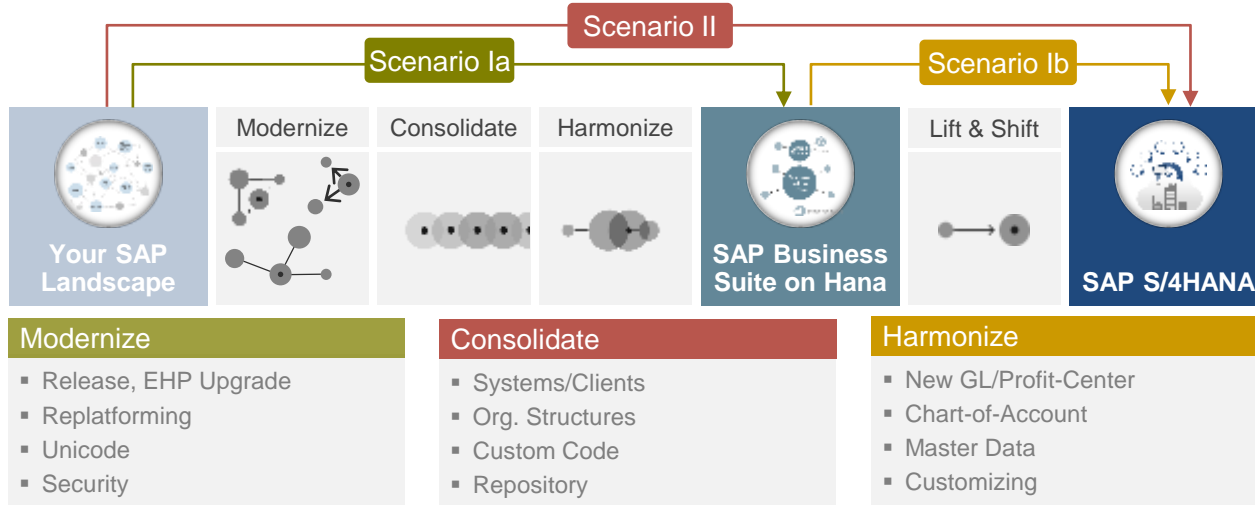 Scenario II
Scenario Ia
Scenario Ib
Modernize
Consolidate
Harmonize
Lift & Shift
Your SAP
Landscape
SAP Business
Suite on Hana
SAP S/4HANA
Modernize
▪ Release, EHP Upgrade
▪ Replatforming
▪ Unicode
▪ Security
Consolidate
▪ Systems/Clients
▪ Org. Structures
▪ Custom Code
▪ Repository
Harmonize
▪ New GL/Profit-Center
▪ Chart-of-Account
▪ Master Data
▪ Customizing